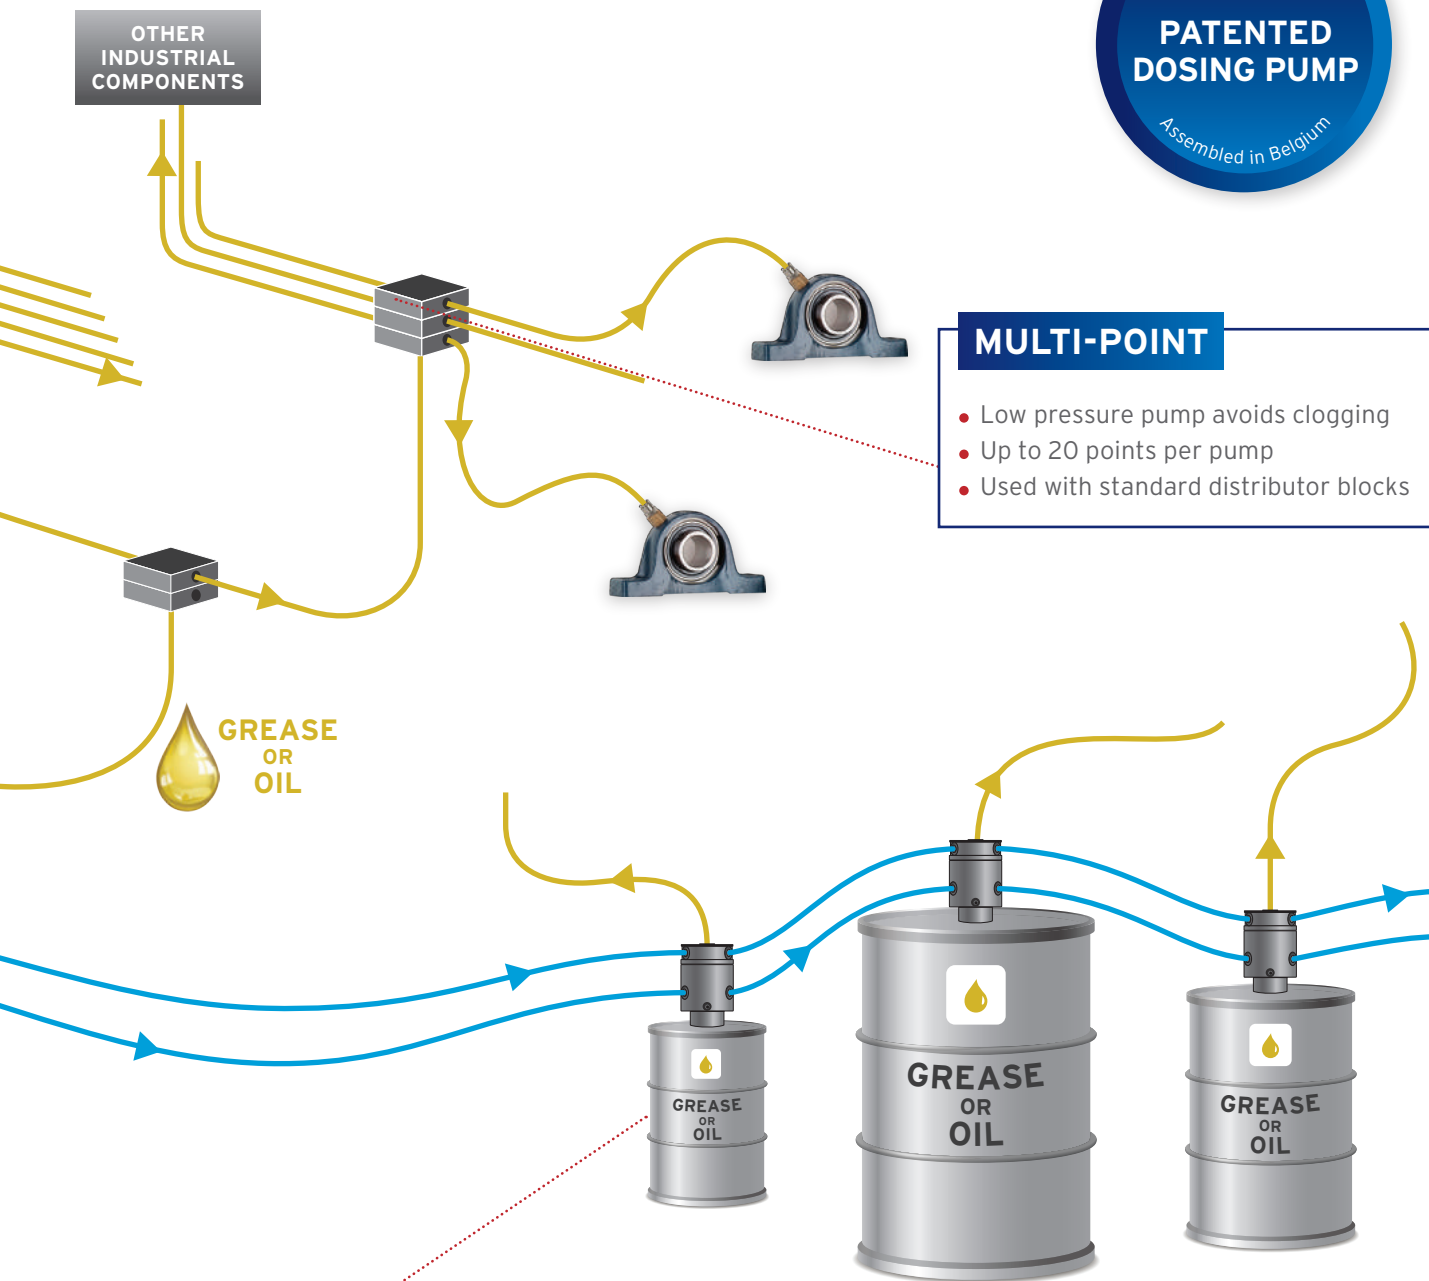 OTHER
INDUSTRIAL
COMPONENTS
PATENTED
DOSING PUMP
Assembled in Belgium
MULTI-POINT
• Low pressure pump avoids clogging
• Up to 20 points per pump
• Used with standard distributor blocks
GREASE
OR
OIL
GREASE
OR
OIL
GREASE
OR
OIL
GREASE
OR
OIL